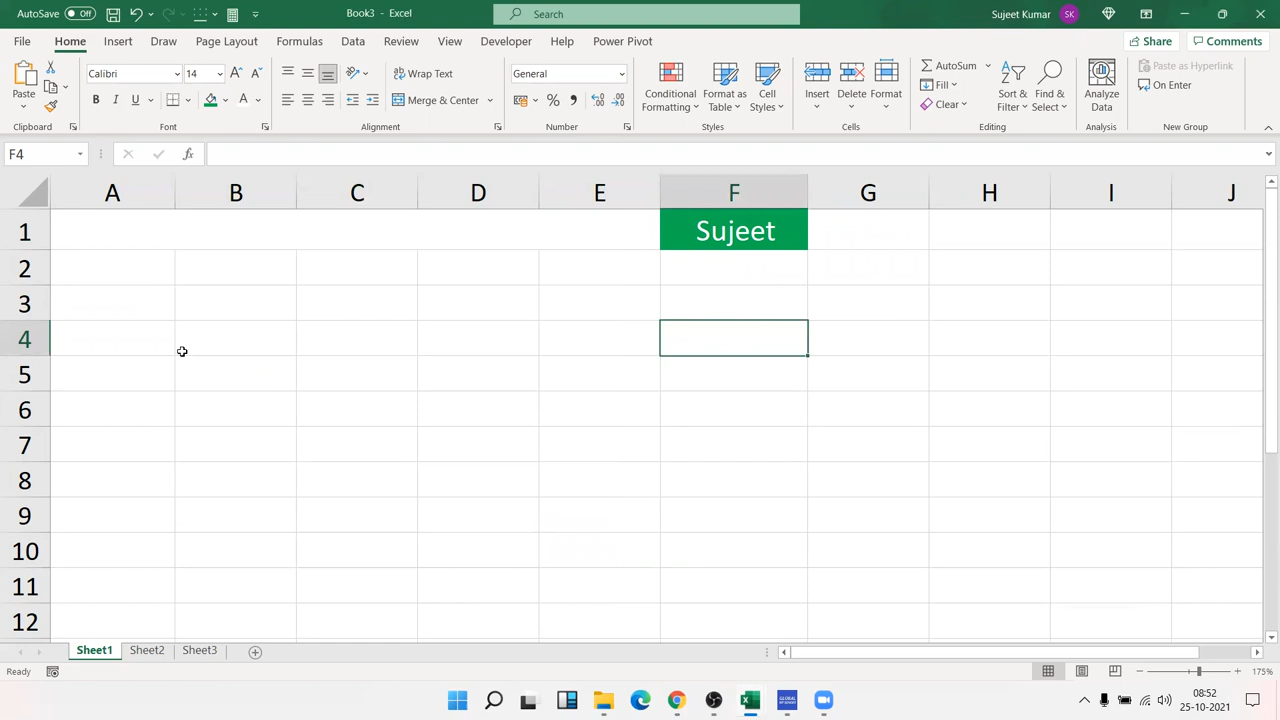 AutoSave Off Book3 - Excel Search Sujeet Kumar SK
File Home Insert Draw Page Layout Formulas Data Review View Developer Help Power Pivot Share Comments
Paste Calibri 14 Wrap Text General Conditional Formatting Format as Table Cell Styles Insert Delete Format AutoSum Sort & Filter Find & Select Analyze Data Paste as Hyperlink
B I U A Merge & Center % Fill On Enter
Clear
Clipboard Font Alignment Number Styles Cells Editing Analysis New Group
F4 fx
A B C D E F G H I J
1 Sujeet
2
3
4
5
6
7
8
9
10
11
12
Sheet1 Sheet2 Sheet3
Ready 175%
08:52
25-10-2021